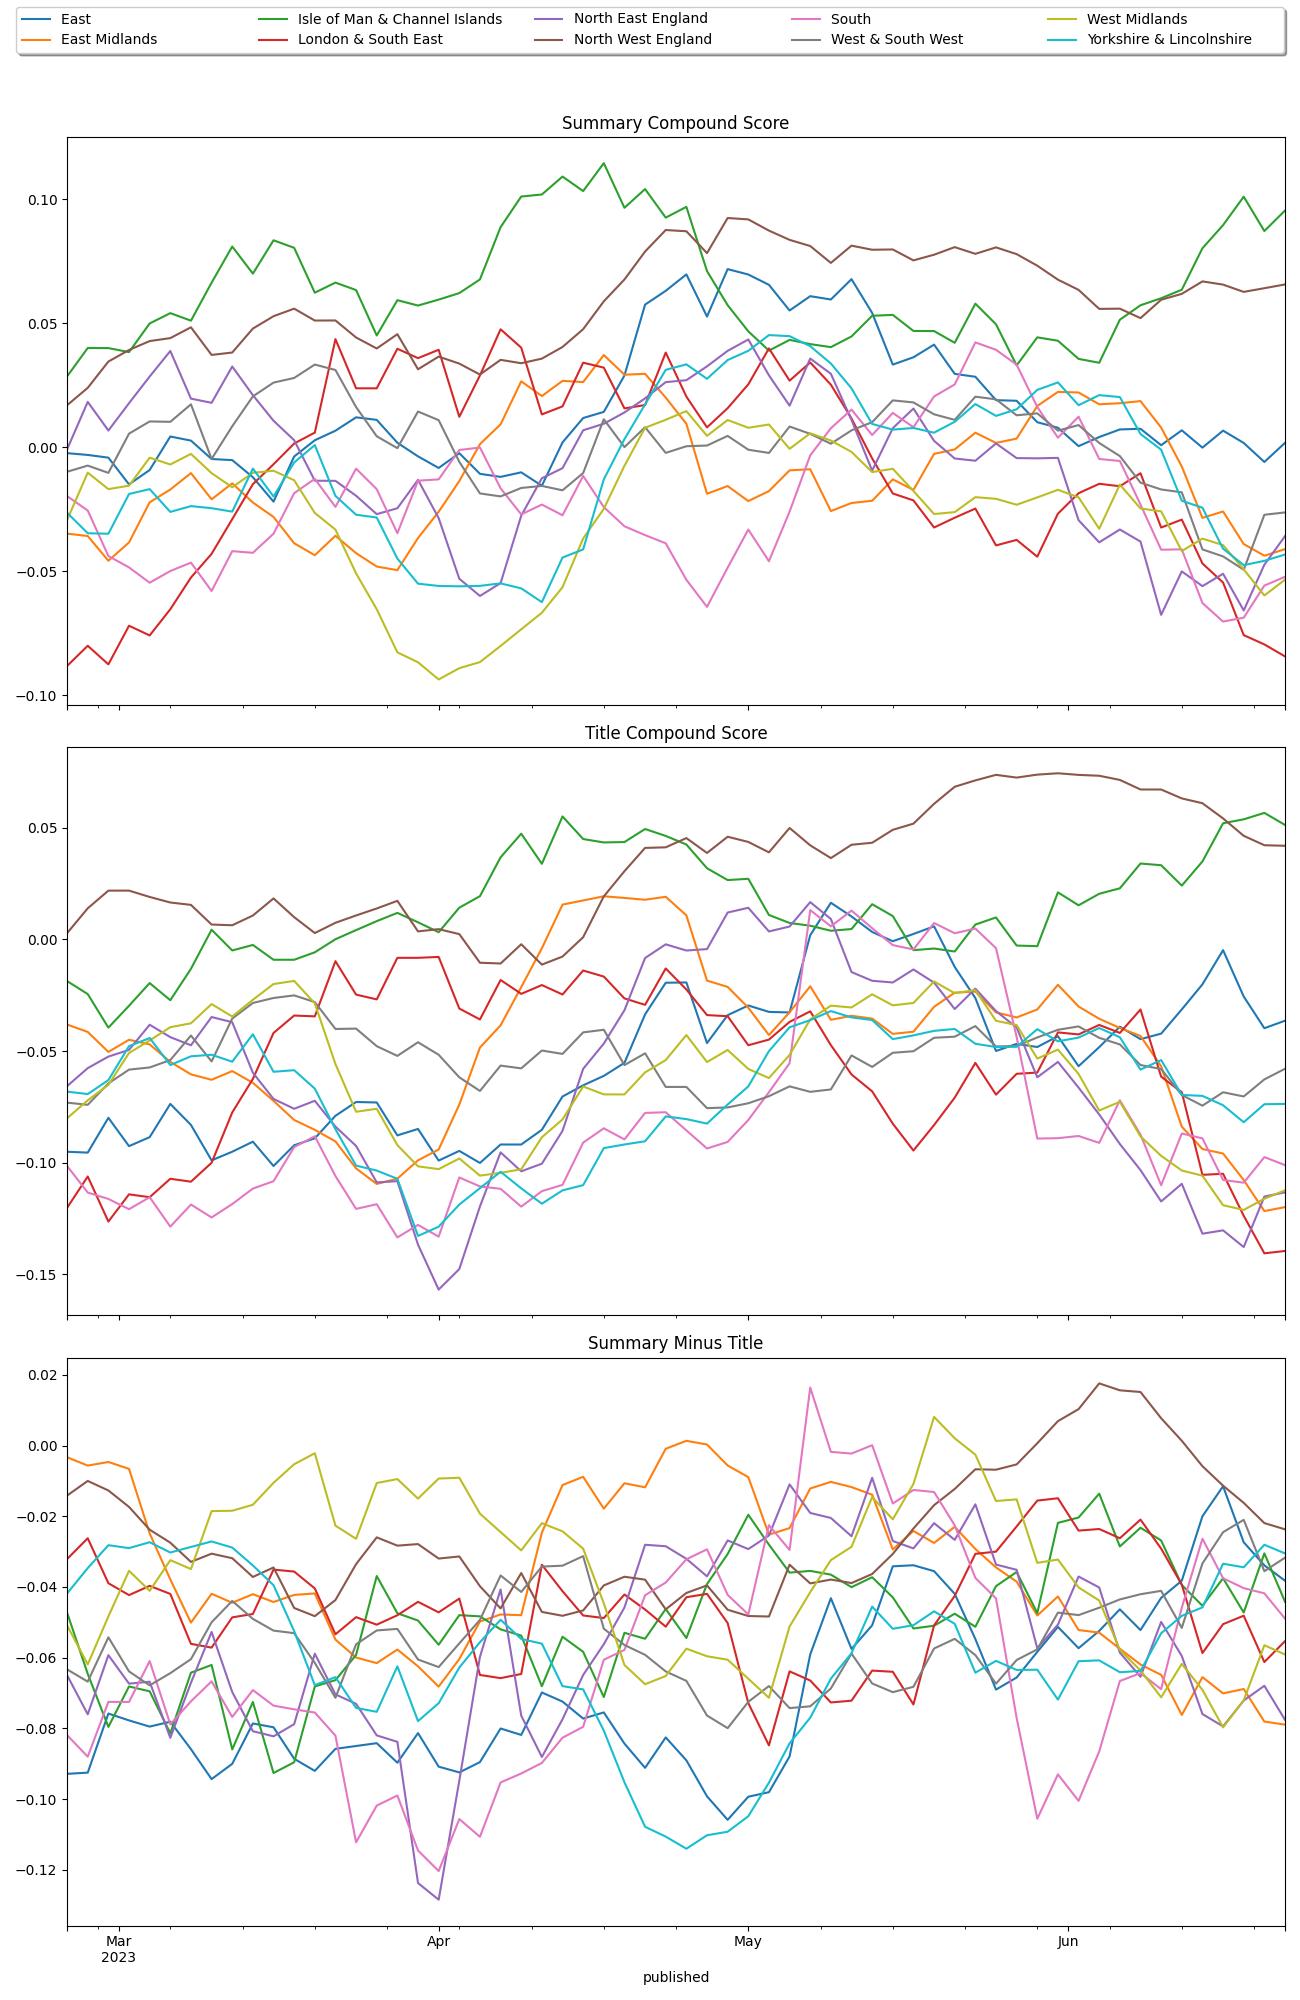 East
East Midlands
Isle of Man & Channel Islands
London & South East
North East England
North West England
South
West & South West
West Midlands
Yorkshire & Lincolnshire
Summary Compound Score
0.10
0.05
0.00
−0.05
−0.10
Title Compound Score
0.05
0.00
−0.05
−0.10
−0.15
Summary Minus Title
0.02
0.00
−0.02
−0.04
−0.06
−0.08
−0.10
−0.12
Mar
2023
Apr
May
Jun
published